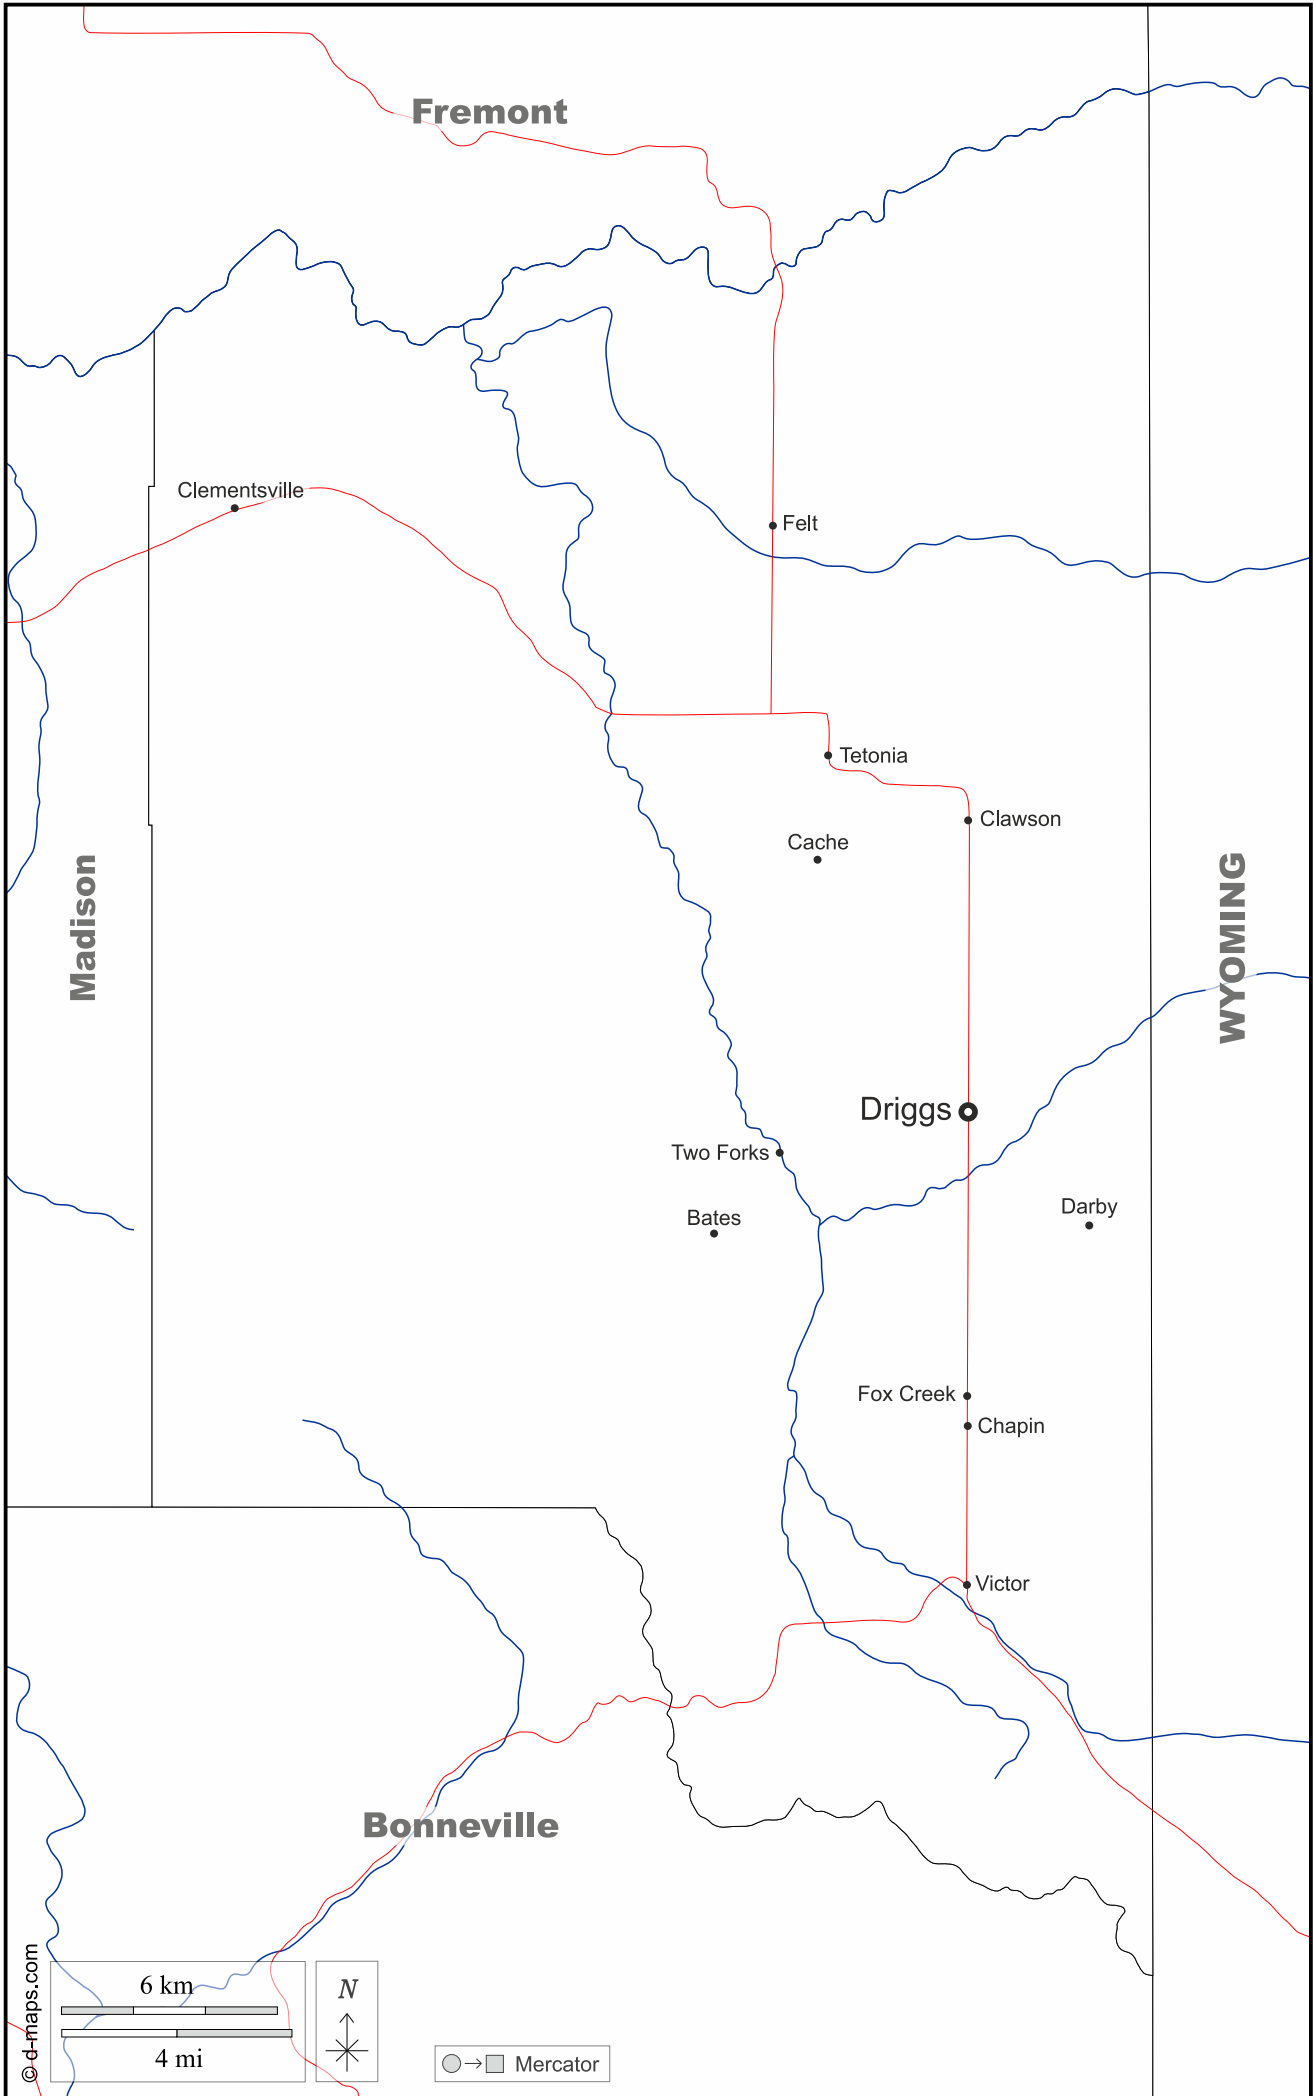 Fremont
Clementsville
Felt
Tetonia
Clawson
Cache
Madison
WYOMING
Driggs
Two Forks
Darby
Bates
Fox Creek
Chapin
Victor
Bonneville
© d-maps.com
6 km
4 mi
N
Mercator